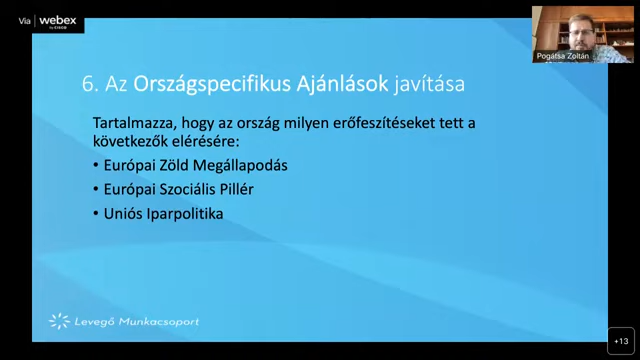 Via webex
by CISCO
Pogátsa Zoltán
6. Az Országspecifikus Ajánlások javítása
Tartalmazza, hogy az ország milyen erőfeszítéseket tett a
következők elérésére:
• Európai Zöld Megállapodás
• Európai Szociális Pillér
• Uniós Iparpolitika
Levegő Munkacsoport
+13